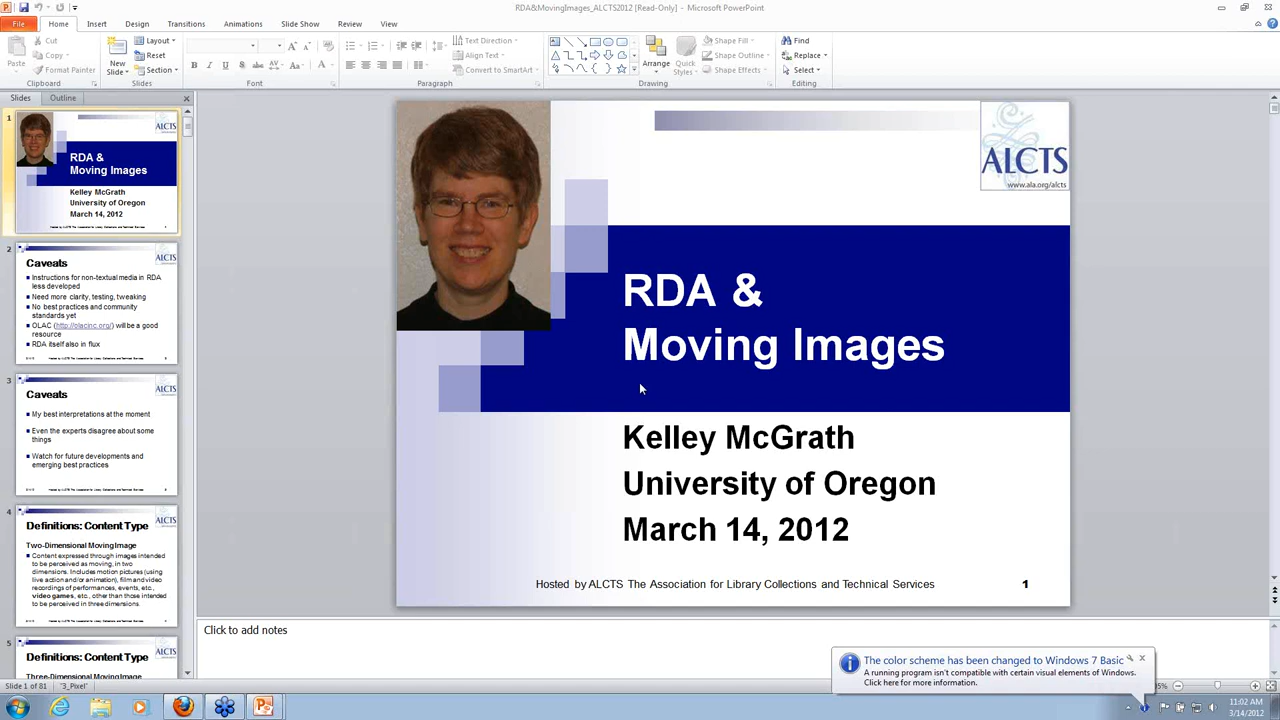 RDA&MovingImages_ALCTS2012 [Read-Only] - Microsoft PowerPoint
File Home Insert Design Transitions Animations Slide Show Review View
Paste
Cut
Copy
Format Painter
Clipboard
New Slide
Layout
Reset
Section
Slides
Font
Paragraph
Text Direction
Align Text
Convert to SmartArt
Arrange
Quick Styles
Shape Fill
Shape Outline
Shape Effects
Drawing
Find
Replace
Select
Editing
Slides Outline
1
ALCTS
RDA &
Moving Images
Kelley McGrath
University of Oregon
March 14, 2012
2
ALCTS
Caveats
Instructions for non-textual media in RDA
less developed
Need more clarity, testing, tweaking
No best practices and community
standards yet
OLAC (http://olacinc.org/) will be a good
resource
RDA itself also in flux
3
ALCTS
Caveats
My best interpretations at the moment
Even the experts disagree about some
things
Watch for future developments and
emerging best practices
4
ALCTS
Definitions: Content Type
Two-Dimensional Moving Image
Content expressed through images intended
to be perceived as moving, in two
dimensions. Includes motion pictures (using
live action and/or animation), film and video
recordings of performances, events, etc.,
video games, etc., other than those intended
to be perceived in three dimensions.
5
ALCTS
Definitions: Content Type
ALCTS
www.ala.org/alcts
RDA &
Moving Images
Kelley McGrath
University of Oregon
March 14, 2012
Hosted by ALCTS The Association for Library Collections and Technical Services 1
Click to add notes
The color scheme has been changed to Windows 7 Basic
A running program isn't compatible with certain visual elements of Windows.
Click here for more information.
Slide 1 of 81 "3_Pixel"
11:02 AM
3/14/2012